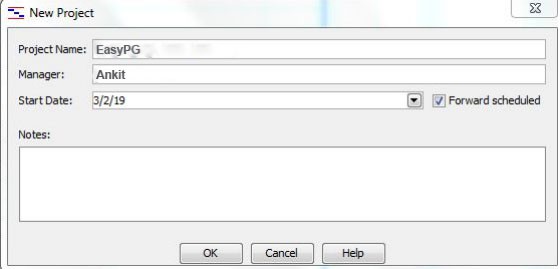 New Project
Project Name: EasyPG
Manager: Ankit
Start Date: 3/2/19 Forward scheduled
Notes:
OK Cancel Help